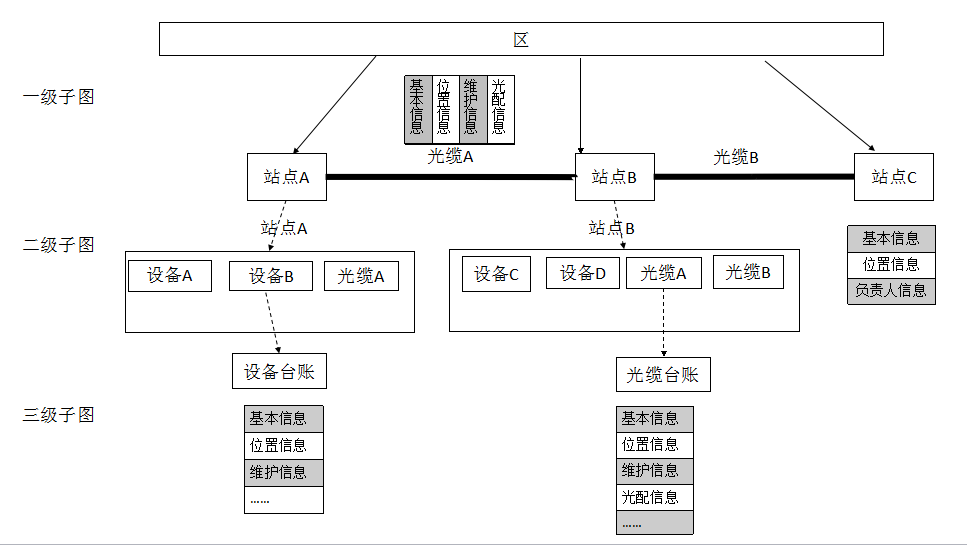 区
一级子图
基本信息
位置信息
维护信息
光配信息
光缆A
光缆B
站点A
站点B
站点C
二级子图
站点A
站点B
设备A
设备B
光缆A
设备C
设备D
光缆A
光缆B
基本信息
位置信息
负责人信息
设备台账
光缆台账
三级子图
基本信息
位置信息
维护信息
……
基本信息
位置信息
维护信息
光配信息
……